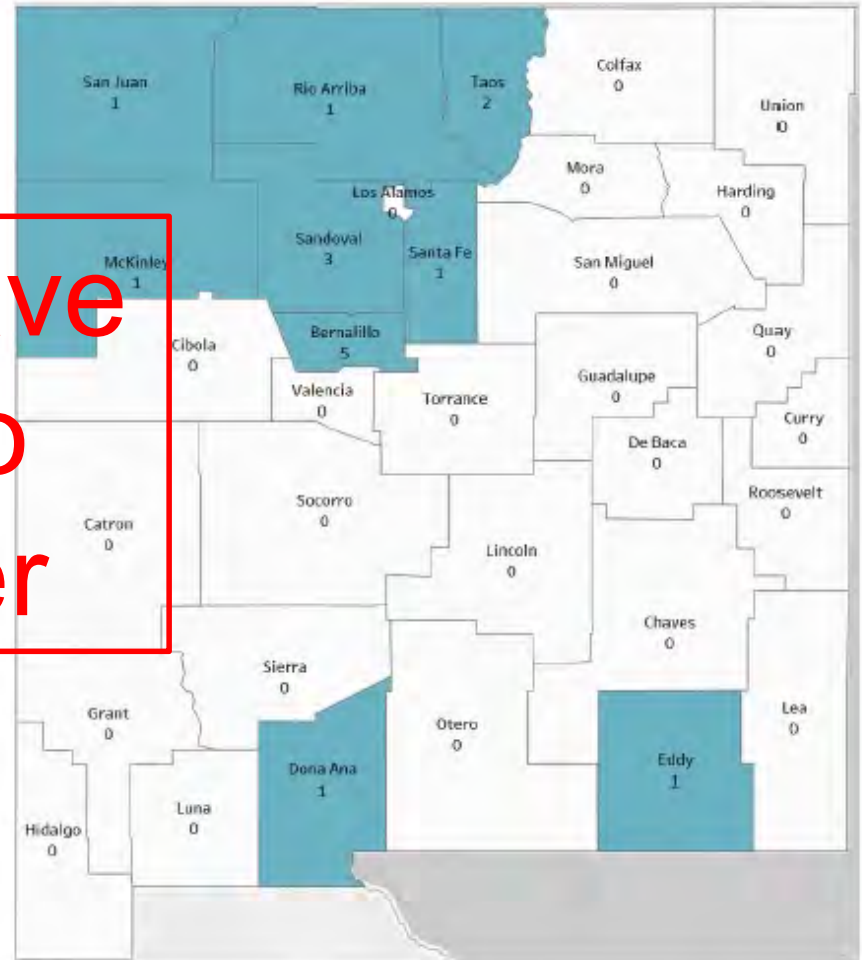 Colfax
0
San Juan
1
Rio Arriba
1
Taos
2
Union
0
Mora
0
Harding
0
Los Alamos
0
Sandoval
3
Santa Fe
1
San Miguel
0
McKinley
1
ve
Bernalillo
5
Cibola
0
Quay
0
Guadalupe
0
Valencia
0
Torrance
0
Curry
0
De Baca
0
Roosevelt
0
Socorro
0
Catron
0
Lincoln
0
er
Chaves
0
Sierra
0
Grant
0
Otero
0
Lea
0
Dona Ana
1
Eddy
1
Luna
0
Hidalgo
0